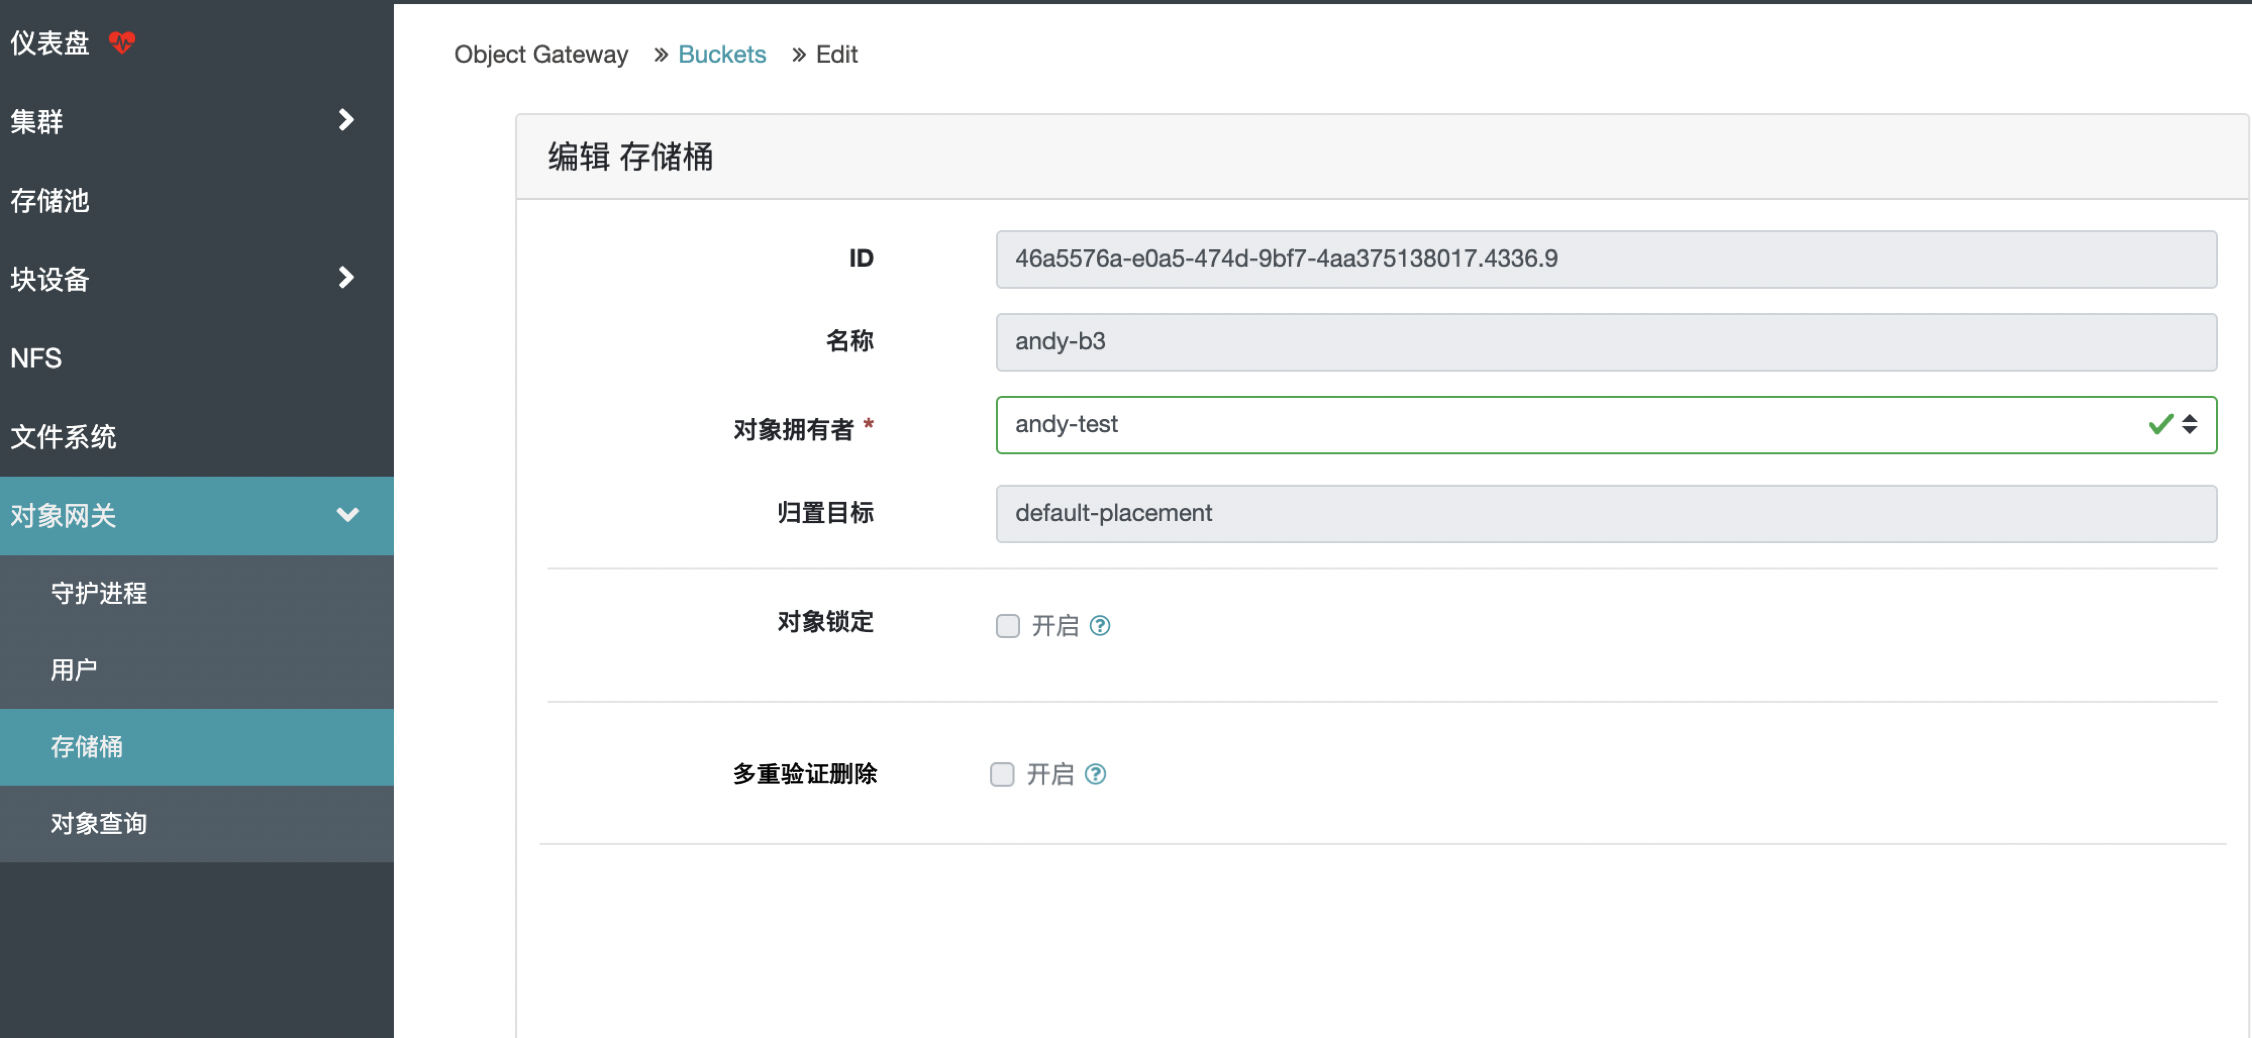 仪表盘
集群
存储池
块设备
NFS
文件系统
对象网关
守护进程
用户
存储桶
对象查询
Object Gateway » Buckets » Edit
编辑 存储桶
ID 46a5576a-e0a5-474d-9bf7-4aa375138017.4336.9
名称 andy-b3
对象拥有者 * andy-test
归置目标 default-placement
对象锁定 开启
多重验证删除 开启